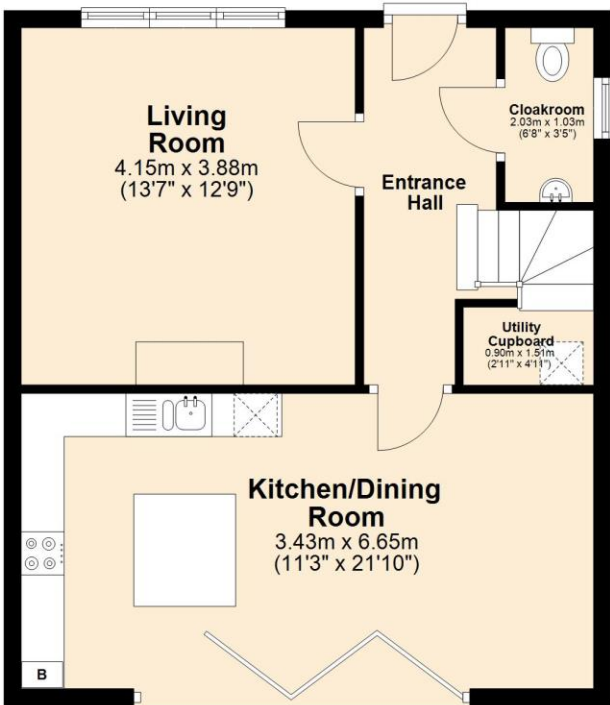 Living
Room
4.15m x 3.88m
(13'7" x 12'9")
Cloakroom
2.03m x 1.03m
(6'8" x 3'5")
Entrance
Hall
Utility
Cupboard
0.90m x 1.51m
(2'11" x 4'11")
Kitchen/Dining
Room
3.43m x 6.65m
(11'3" x 21'10")
B